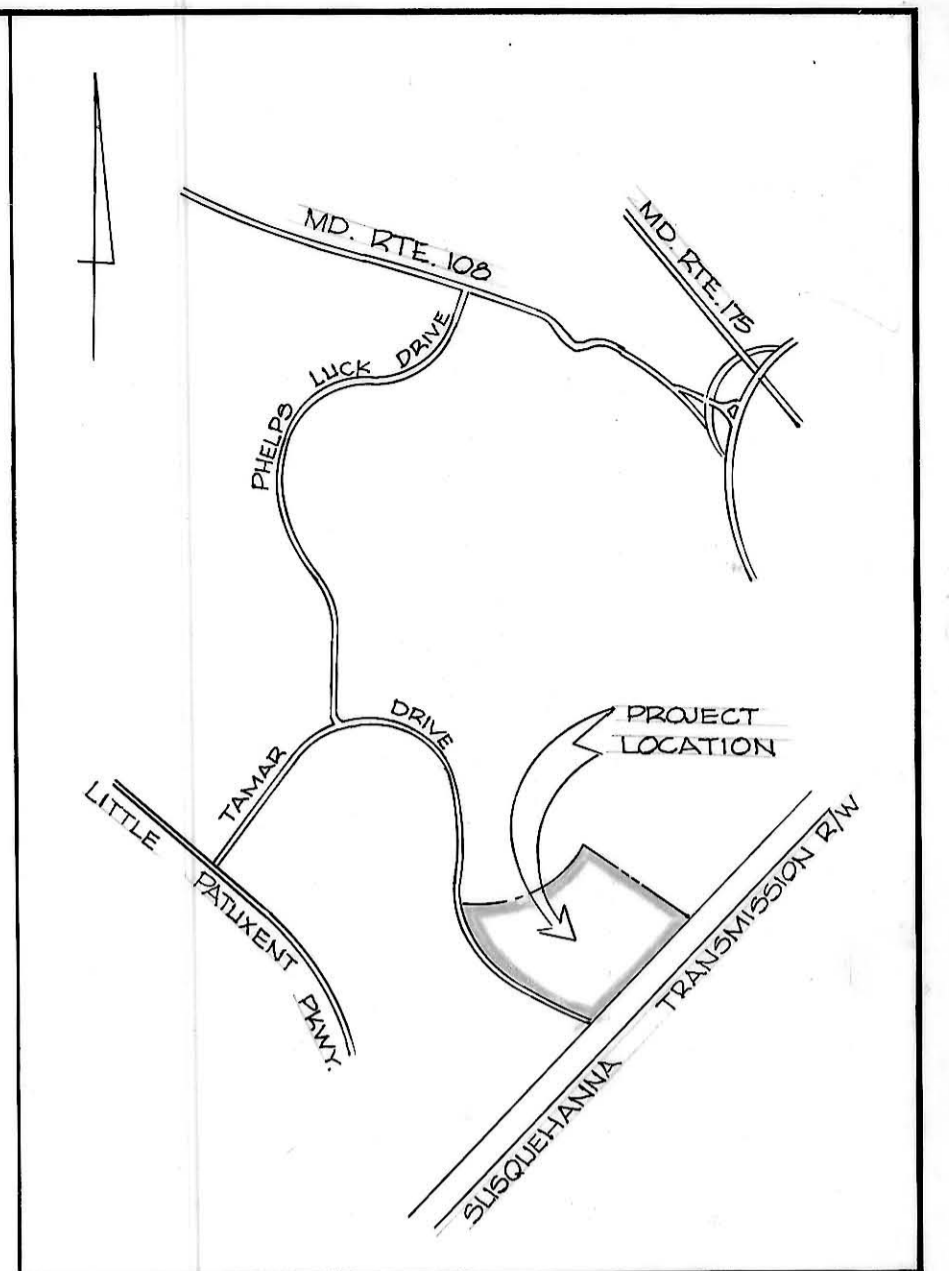 MD. RTE. 108
MD. RTE. 175
PHELPS LUCK DRIVE
TAMAR DRIVE
PROJECT
LOCATION
LITTLE PATUXENT PKWY.
SUSQUEHANNA TRANSMISSION R/W